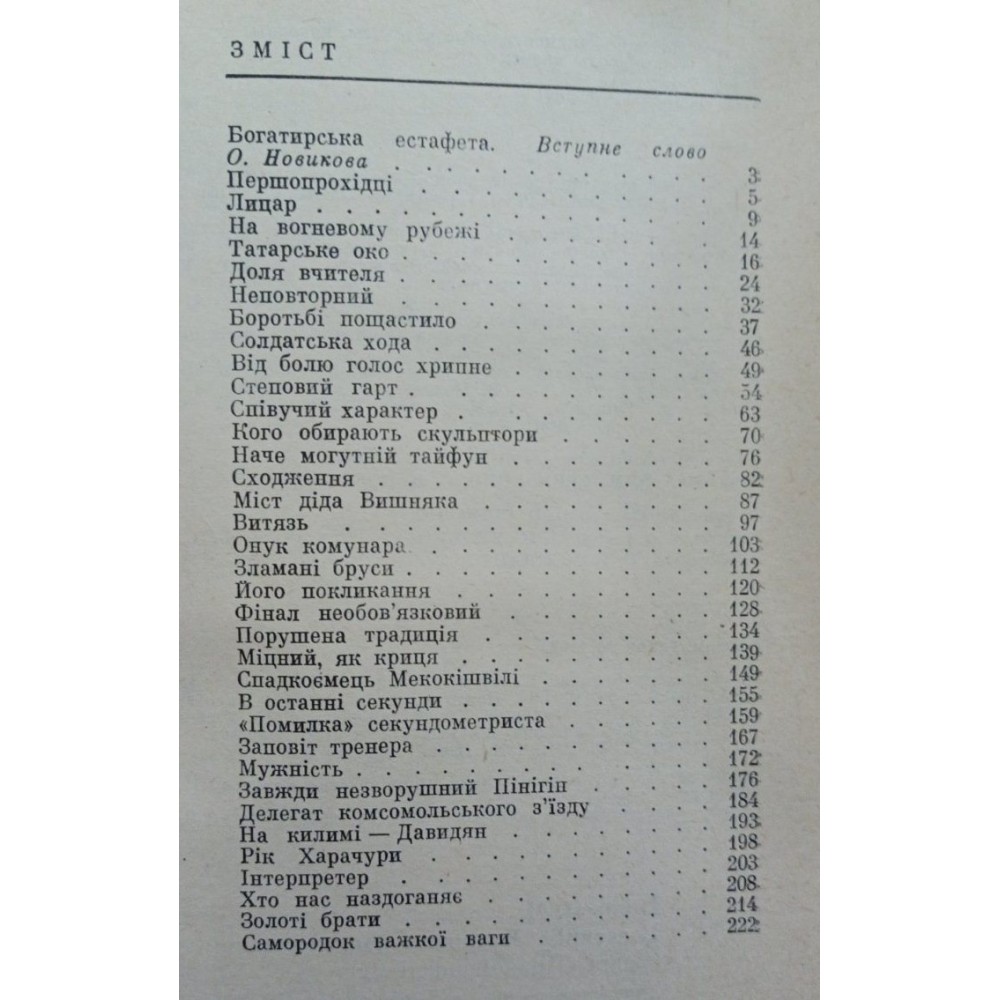 ЗМІСТ
Богатирська естафета. Вступне слово
О. Новикова . . . . . . . . . . 3
Першопрохідці . . . . . . . . . . 5
Лицар . . . . . . . . . . . . 9
На вогневому рубежі . . . . . . . 14
Татарське око . . . . . . . . . . 16
Доля вчителя . . . . . . . . . . 24
Неповторний . . . . . . . . . . 32
Боротьбі пощастило . . . . . . . . 37
Солдатська хода . . . . . . . . . 46
Від болю голос хрипне . . . . . . . 49
Степовий гарт . . . . . . . . . . 54
Співучий характер . . . . . . . . 63
Кого обирають скульптори . . . . . . 70
Наче могутній тайфун . . . . . . . 76
Сходження . . . . . . . . . . . 82
Міст діда Вишняка . . . . . . . . 87
Витязь . . . . . . . . . . . . 97
Онук комунара . . . . . . . . . . 103
Зламані бруси . . . . . . . . . . 112
Його покликання . . . . . . . . . 120
Фінал необов’язковий . . . . . . . 128
Порушена традиція . . . . . . . . 134
Міцний, як криця . . . . . . . . . 139
Спадкоємець Мекокішвілі . . . . . . 149
В останні секунди . . . . . . . . 155
«Помилка» секундометриста . . . . . 159
Заповіт тренера . . . . . . . . . 167
Мужність . . . . . . . . . . . . 172
Завжди незворушний Пінігін . . . . . 176
Делегат комсомольського з’їзду . . . . 184
На килимі — Давидян . . . . . . . 193
Рік Харачури . . . . . . . . . . 198
Інтерпретер . . . . . . . . . . 203
Хто нас наздоганяє . . . . . . . . 208
Золоті брати . . . . . . . . . . 214
Самородок важкої ваги . . . . . . . 222